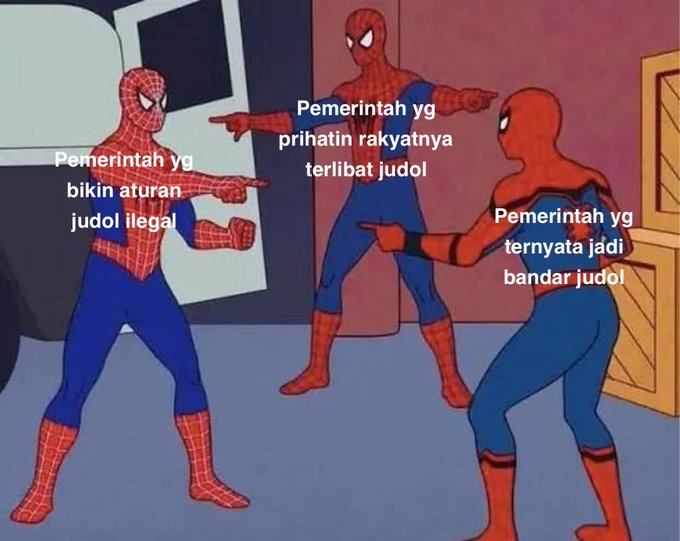 Pemerintah yg
bikin aturan
judol ilegal
Pemerintah yg
prihatin rakyatnya
terlibat judol
Pemerintah yg
ternyata jadi
bandar judol